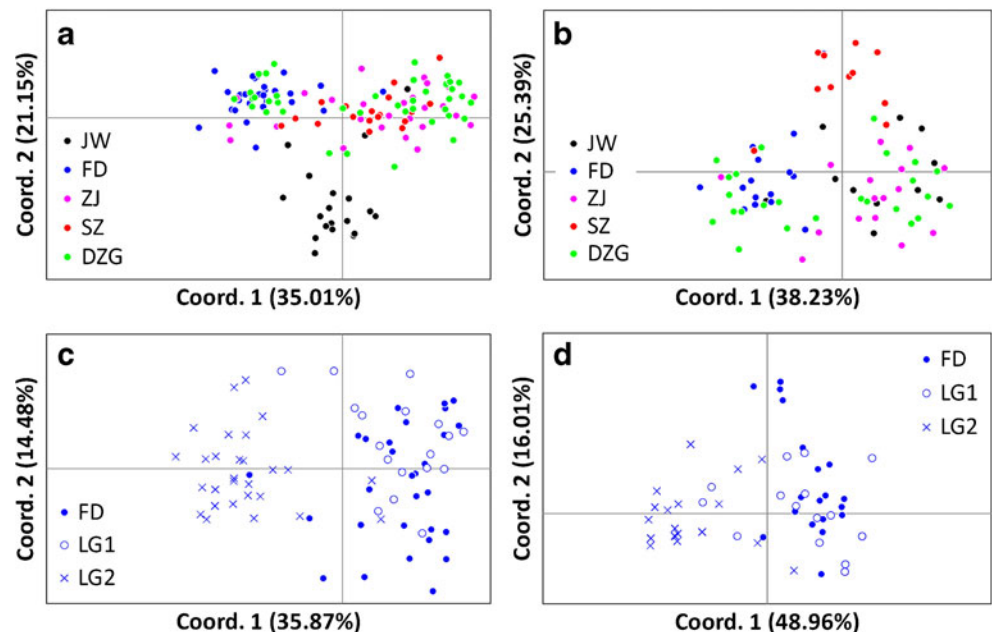 a
Coord. 2 (21.15%)
JW
FD
ZJ
SZ
DZG
Coord. 1 (35.01%)
b
Coord. 2 (25.39%)
JW
FD
ZJ
SZ
DZG
Coord. 1 (38.23%)
c
Coord. 2 (14.48%)
FD
LG1
LG2
Coord. 1 (35.87%)
d
Coord. 2 (16.01%)
FD
LG1
LG2
Coord. 1 (48.96%)